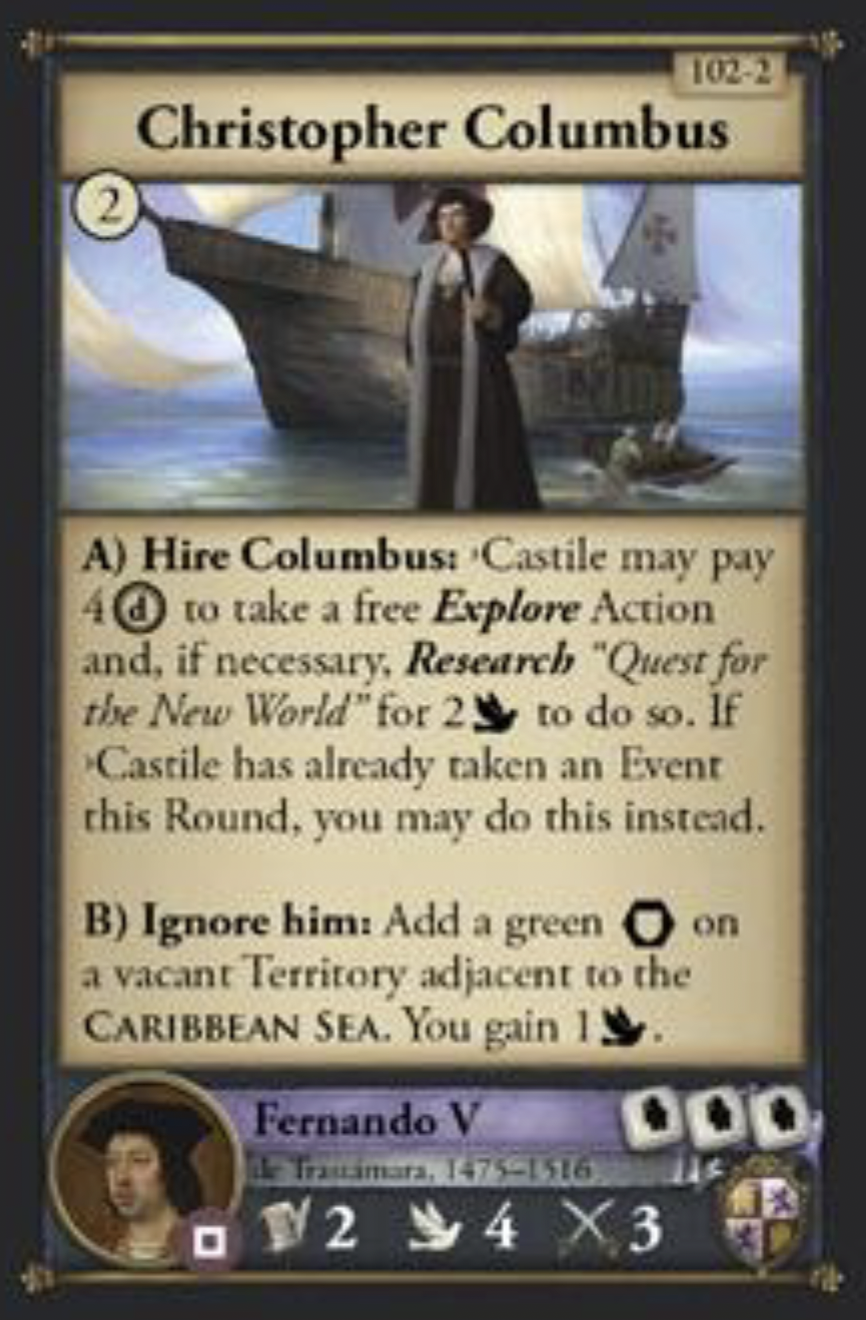 102-2
Christopher Columbus
2
A) Hire Columbus: Castile may pay
4 d to take a free Explore Action
and, if necessary, Research "Quest for
the New World" for 2 to do so. If
Castile has already taken an Event
this Round, you may do this instead.
B) Ignore him: Add a green on
a vacant Territory adjacent to the
CARIBBEAN SEA. You gain 1.
Fernando V
de Trastámara, 1475–1516
2 4 3